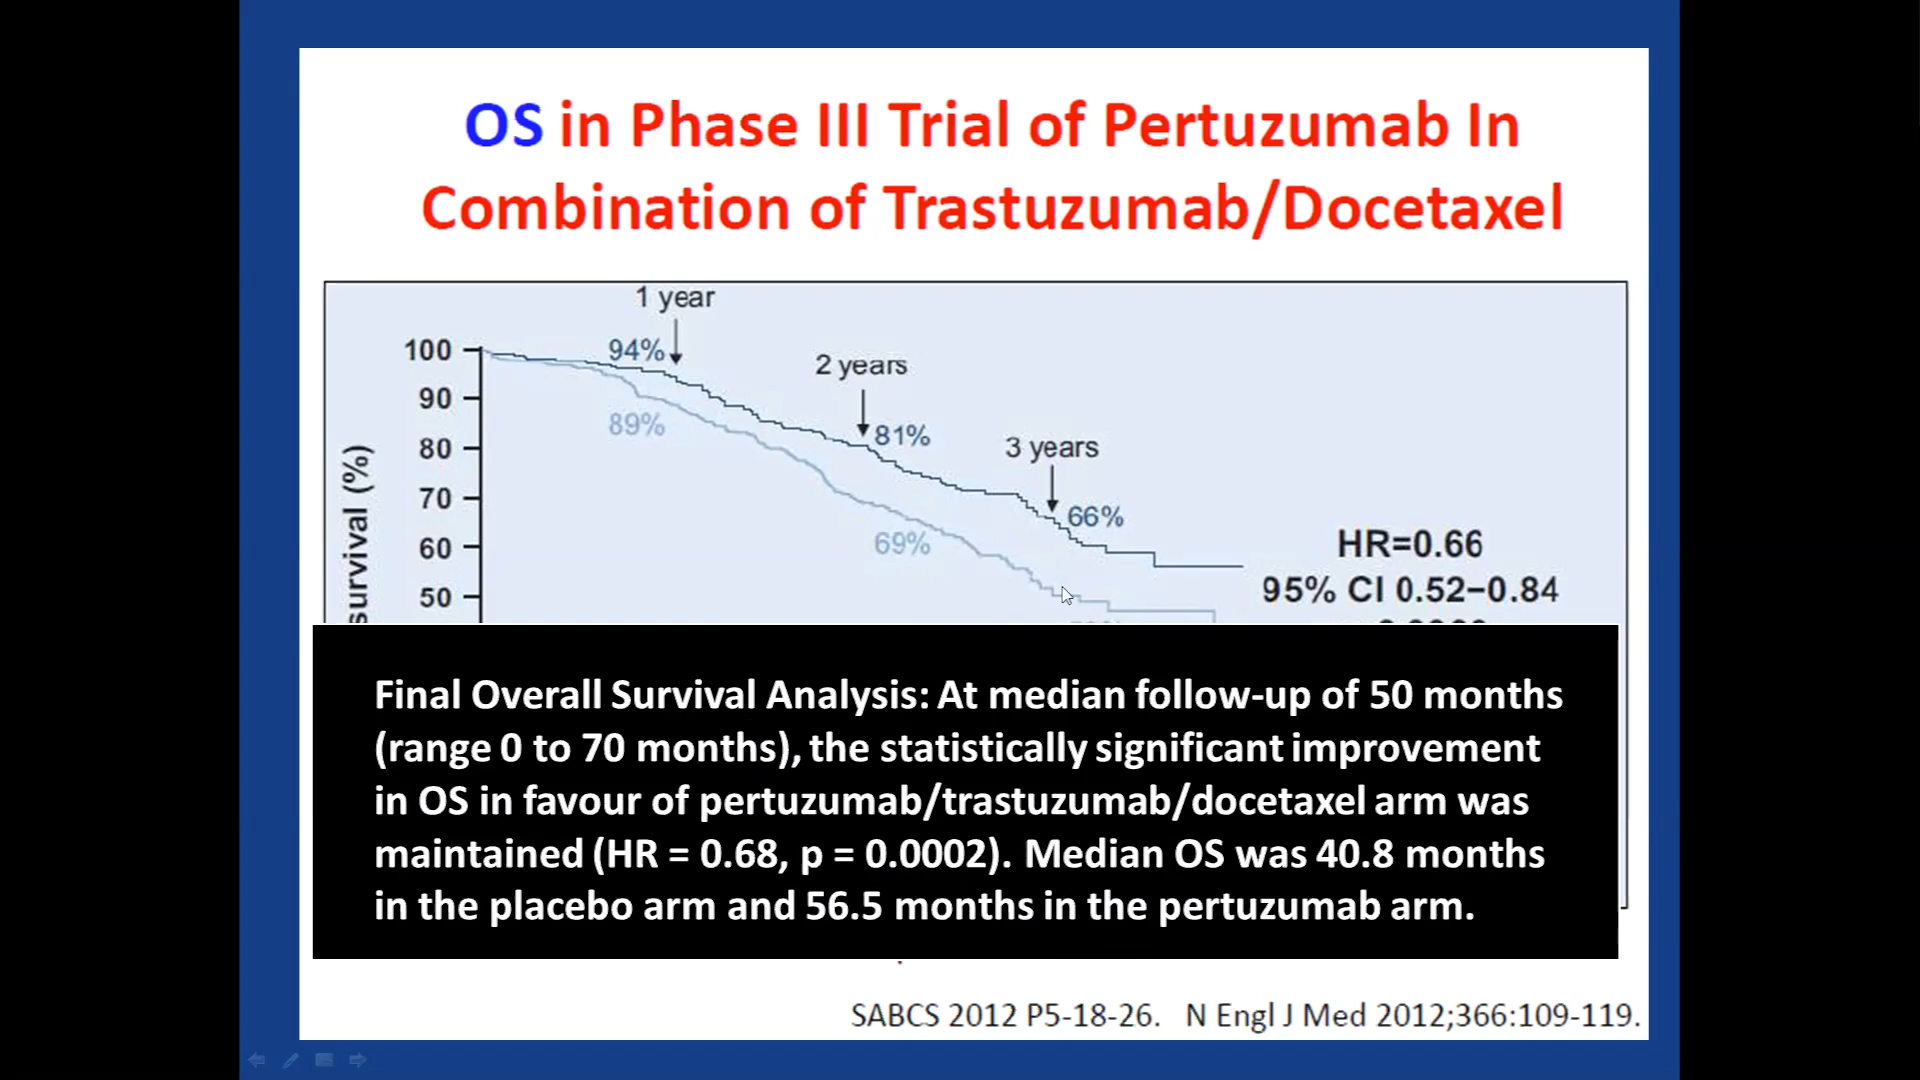 OS in Phase III Trial of Pertuzumab In
Combination of Trastuzumab/Docetaxel
1 year
100
94%
2 years
90
89%
81%
80
3 years
survival (%)
70
66%
69%
60
HR=0.66
50
95% CI 0.52–0.84
Final Overall Survival Analysis: At median follow-up of 50 months
(range 0 to 70 months), the statistically significant improvement
in OS in favour of pertuzumab/trastuzumab/docetaxel arm was
maintained (HR = 0.68, p = 0.0002). Median OS was 40.8 months
in the placebo arm and 56.5 months in the pertuzumab arm.
SABCS 2012 P5-18-26. N Engl J Med 2012;366:109-119.